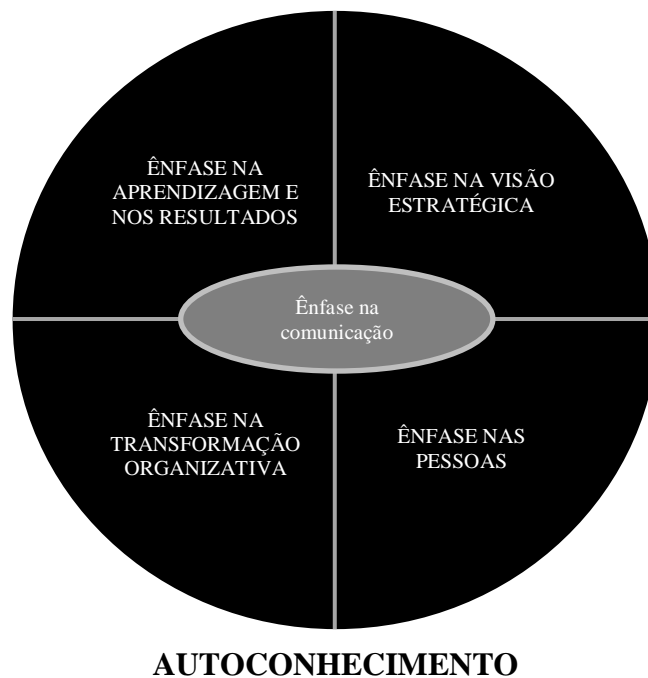 ÊNFASE NA
APRENDIZAGEM E
NOS RESULTADOS
ÊNFASE NA VISÃO
ESTRATÉGICA
Ênfase na
comunicação
ÊNFASE NA
TRANSFORMAÇÃO
ORGANIZATIVA
ÊNFASE NAS
PESSOAS
AUTOCONHECIMENTO